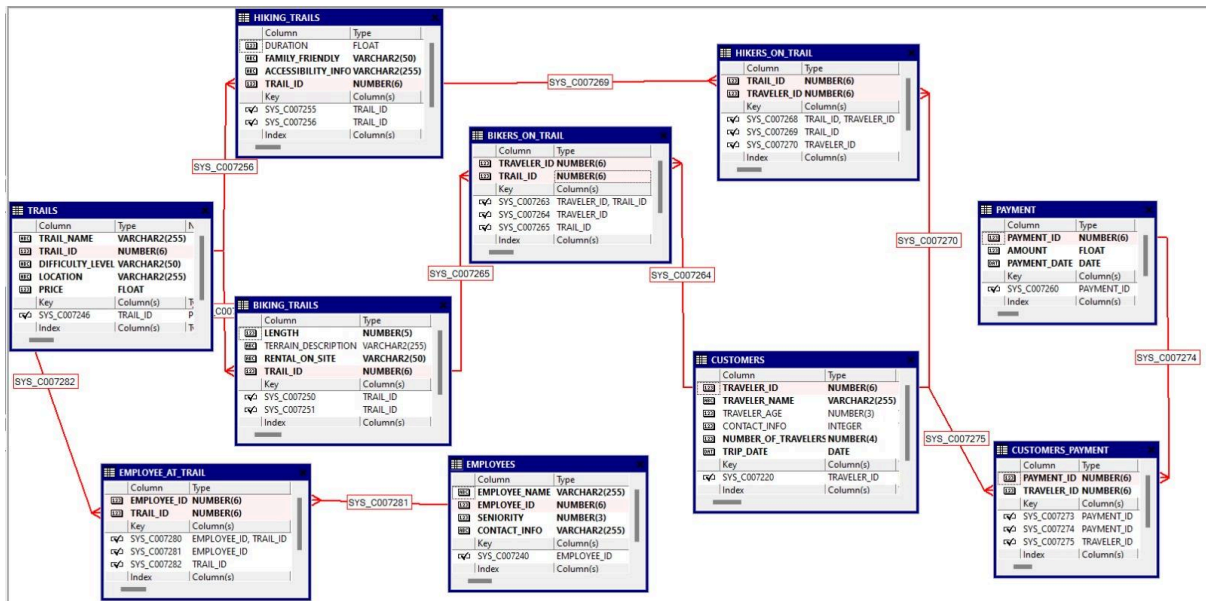 HIKING_TRAILS
Column Type
DURATION FLOAT
FAMILY_FRIENDLY VARCHAR2(50)
ACCESSIBILITY_INFO VARCHAR2(255)
TRAIL_ID NUMBER(6)
Key Column(s)
SYS_C007255 TRAIL_ID
SYS_C007256 TRAIL_ID
Index Column(s)
SYS_C007269
HIKERS_ON_TRAIL
Column Type
TRAIL_ID NUMBER(6)
TRAVELER_ID NUMBER(6)
Key Column(s)
SYS_C007268 TRAIL_ID, TRAVELER_ID
SYS_C007269 TRAIL_ID
SYS_C007270 TRAVELER_ID
Index Column(s)
SYS_C007256
BIKERS_ON_TRAIL
Column Type
TRAVELER_ID NUMBER(6)
TRAIL_ID NUMBER(6)
Key Column(s)
SYS_C007263 TRAVELER_ID, TRAIL_ID
SYS_C007264 TRAVELER_ID
SYS_C007265 TRAIL_ID
Index Column(s)
TRAILS
Column Type N
TRAIL_NAME VARCHAR2(255)
TRAIL_ID NUMBER(6)
DIFFICULTY_LEVEL VARCHAR2(50)
LOCATION VARCHAR2(255)
PRICE FLOAT
Key Column(s)
SYS_C007246 TRAIL_ID P
Index Column(s)
SYS_C007265
SYS_C007264
SYS_C007270
PAYMENT
Column Type
PAYMENT_ID NUMBER(6)
AMOUNT FLOAT
PAYMENT_DATE DATE
Key Column(s)
SYS_C007260 PAYMENT_ID
Index Column(s)
BIKING_TRAILS
Column Type
LENGTH NUMBER(5)
TERRAIN_DESCRIPTION VARCHAR2(255)
RENTAL_ON_SITE VARCHAR2(50)
TRAIL_ID NUMBER(6)
Key Column(s)
SYS_C007250 TRAIL_ID
SYS_C007251 TRAIL_ID
Index Column(s)
SYS_C007274
CUSTOMERS
Column Type
TRAVELER_ID NUMBER(6)
TRAVELER_NAME VARCHAR2(255)
TRAVELER_AGE NUMBER(3)
CONTACT_INFO INTEGER
NUMBER_OF_TRAVELERS NUMBER(4)
TRIP_DATE DATE
Key Column(s)
SYS_C007220 TRAVELER_ID
Index Column(s)
SYS_C007282
SYS_C007275
CUSTOMERS_PAYMENT
Column Type
PAYMENT_ID NUMBER(6)
TRAVELER_ID NUMBER(6)
Key Column(s)
SYS_C007273 PAYMENT_ID
SYS_C007274 PAYMENT_ID
SYS_C007275 TRAVELER_ID
Index Column(s)
EMPLOYEE_AT_TRAIL
Column Type
EMPLOYEE_ID NUMBER(6)
TRAIL_ID NUMBER(6)
Key Column(s)
SYS_C007280 EMPLOYEE_ID, TRAIL_ID
SYS_C007281 EMPLOYEE_ID
SYS_C007282 TRAIL_ID
Index Column(s)
SYS_C007281
EMPLOYEES
Column Type
EMPLOYEE_NAME VARCHAR2(255)
EMPLOYEE_ID NUMBER(6)
SENIORITY NUMBER(3)
CONTACT_INFO VARCHAR2(255)
Key Column(s)
SYS_C007240 EMPLOYEE_ID
Index Column(s)